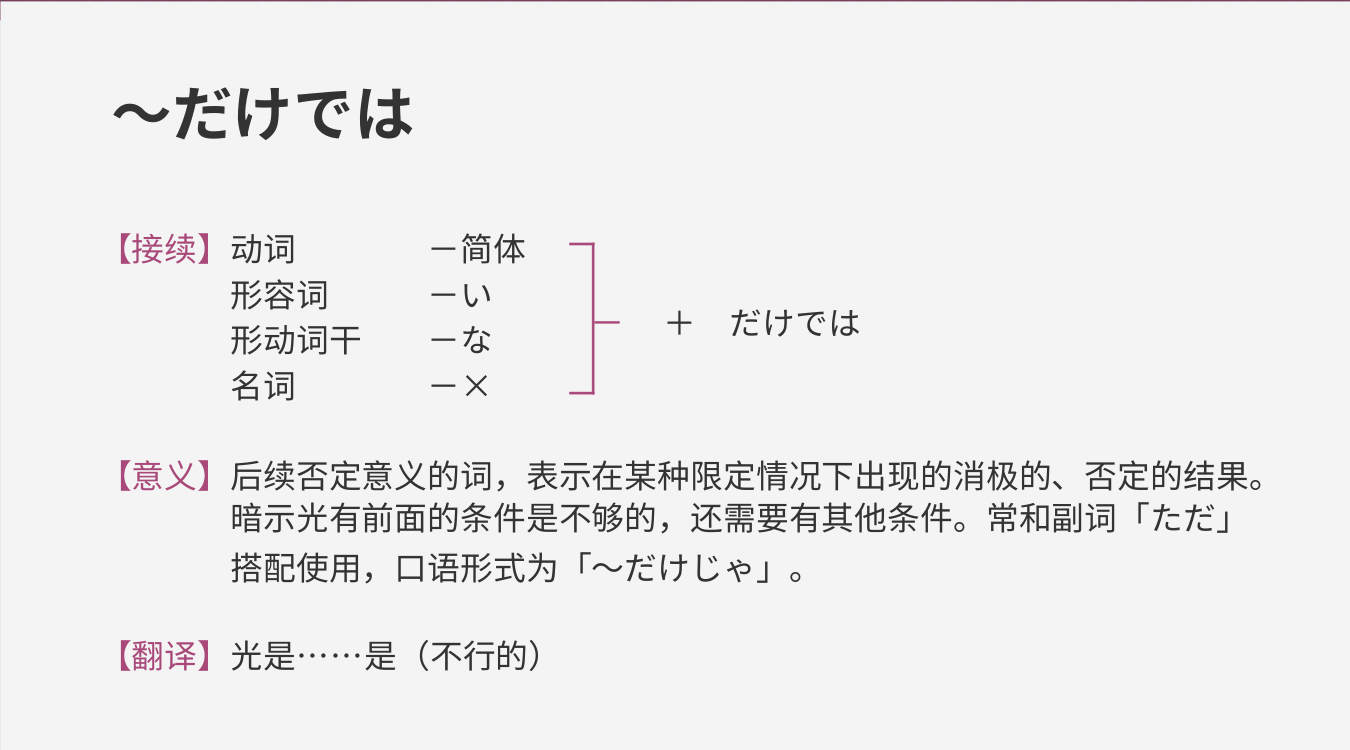 ～だけでは
【接续】动词 －简体
形容词 －い
形动词干 －な
名词 －×
＋ だけでは
【意义】后续否定意义的词，表示在某种限定情况下出现的消极的、否定的结果。
暗示光有前面的条件是不够的，还需要有其他条件。常和副词「ただ」
搭配使用，口语形式为「～だけじゃ」。
【翻译】光是……是（不行的）